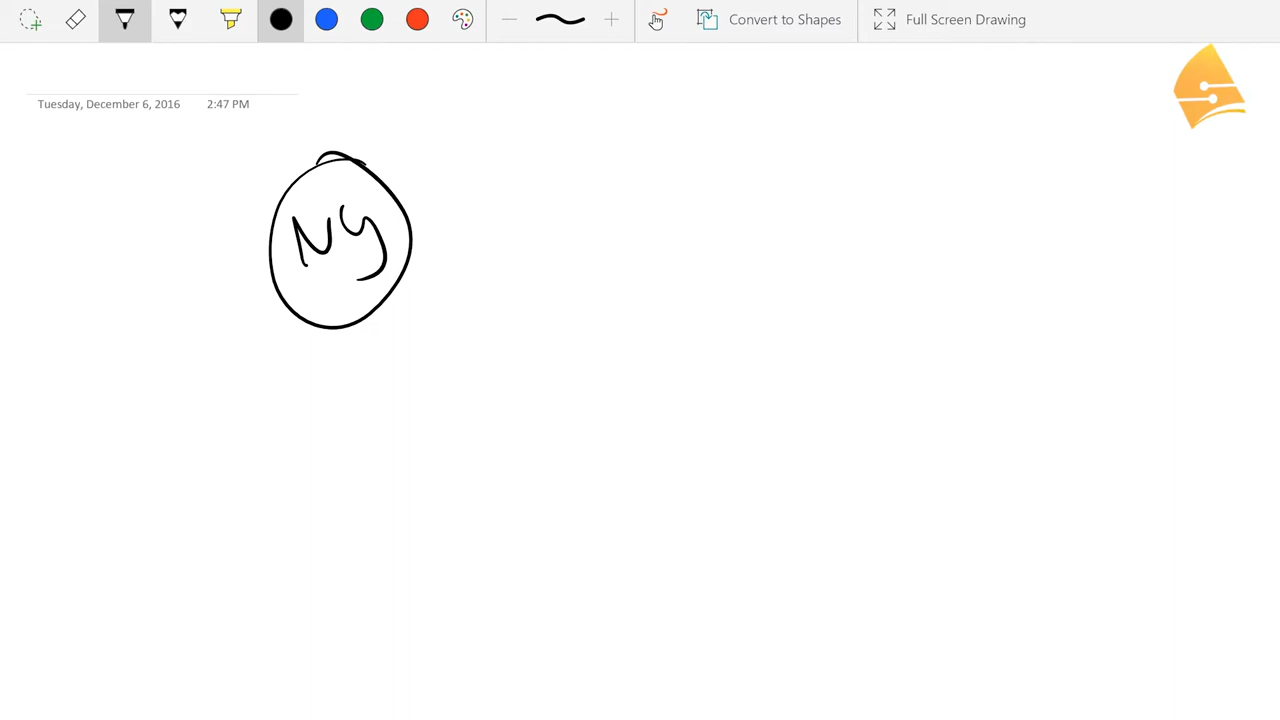 Convert to Shapes Full Screen Drawing
Tuesday, December 6, 2016 2:47 PM
Ny